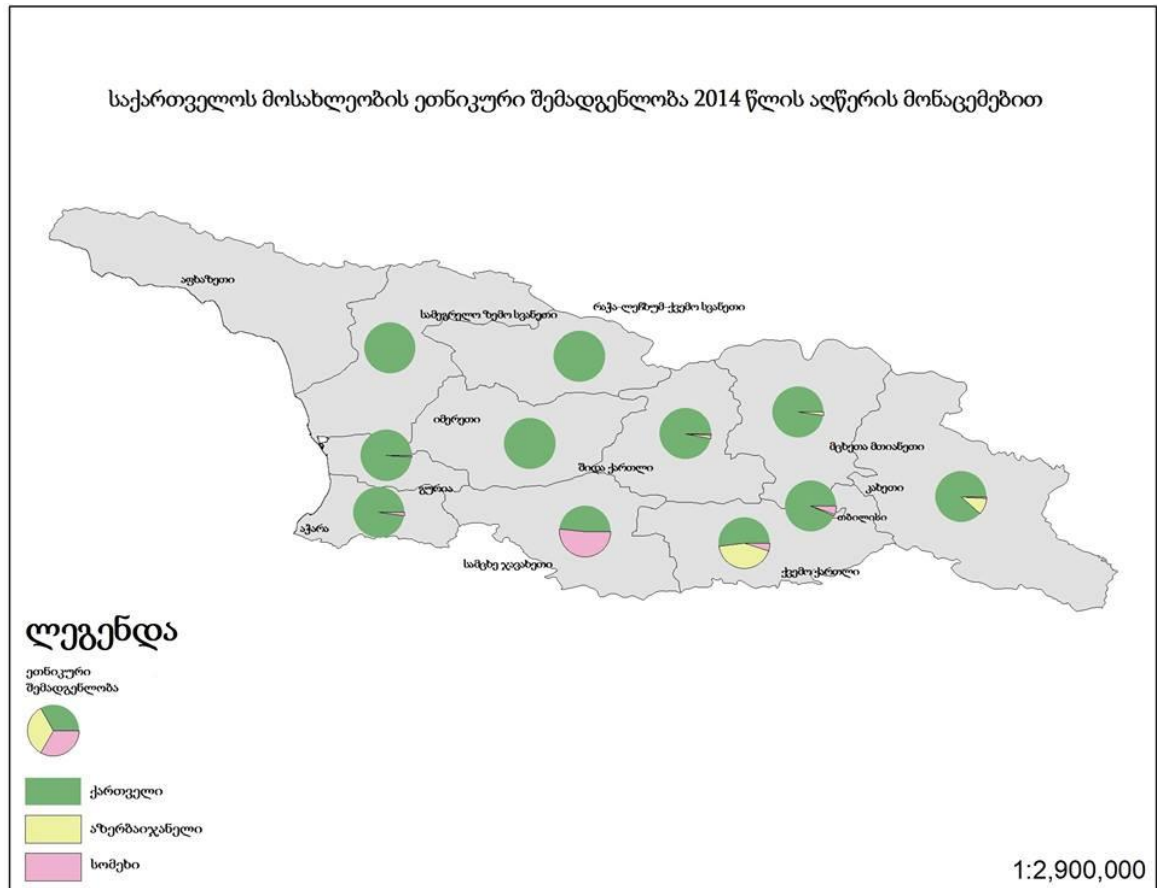 საქართველოს მოსახლეობის ეთნიკური შემადგენლობა 2014 წლის აღწერის მონაცემებით
აფხაზეთი
რაჭა-ლეჩხუმ-ქვემო სვანეთი
სამეგრელო ზემო სვანეთი
იმერეთი
მცხეთა მთიანეთი
შიდა ქართლი
კახეთი
გურია
თბილისი
აჭარა
სამცხე ჯავახეთი
ქვემო ქართლი
ლეგენდა
ეთნიკური
შემადგენლობა
ქართველი
აზერბაიჯანელი
სომეხი
1:2,900,000